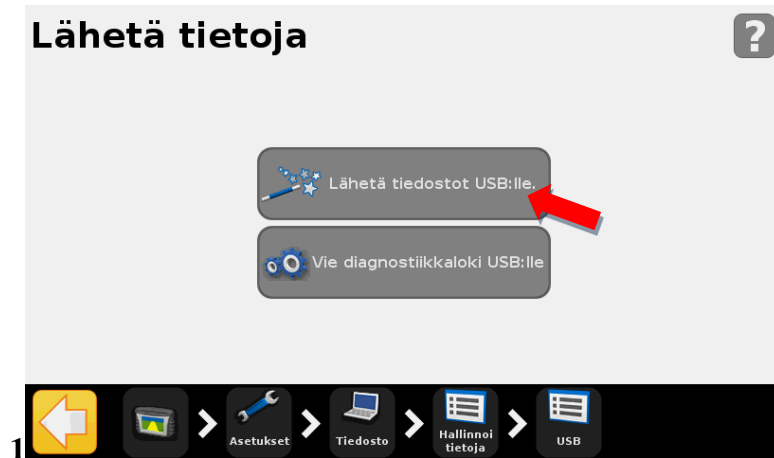 Lähetä tietoja
?
Lähetä tiedostot USB:lle.
Vie diagnostiikkaloki USB:lle
1
Asetukset
Tiedosto
Hallinnoi
tietoja
USB